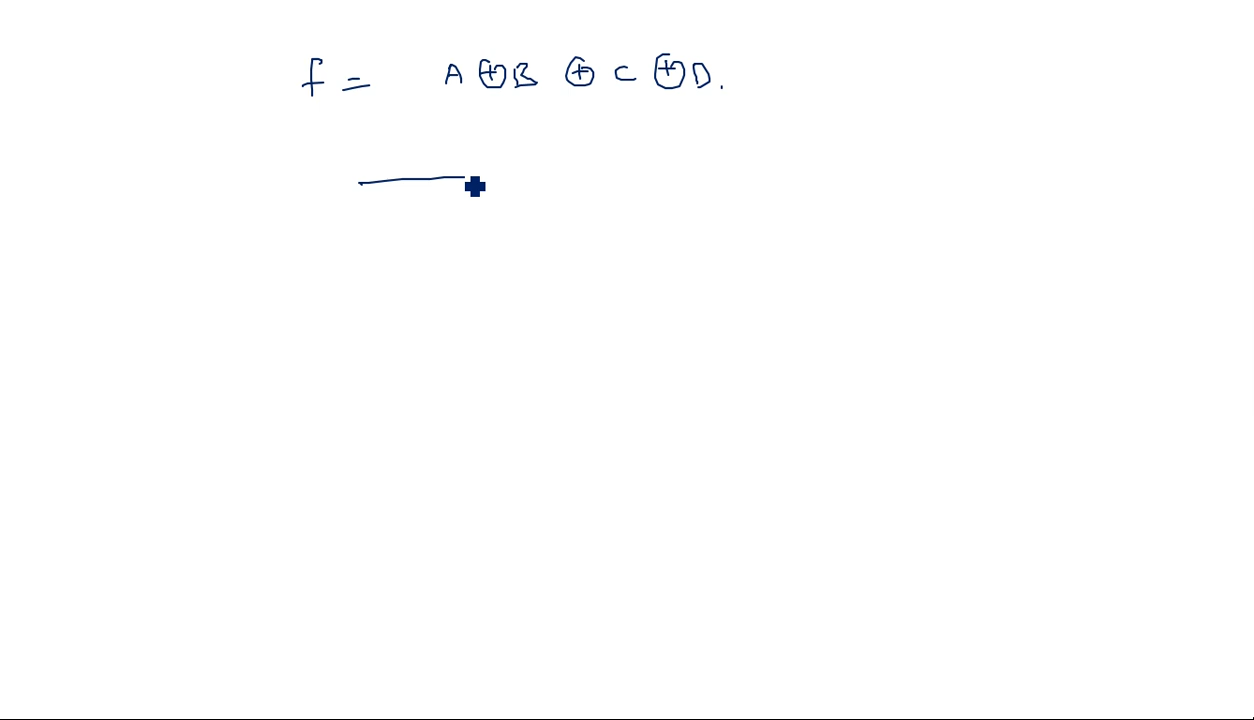 f = A ⊕ B ⊕ C ⊕ D.